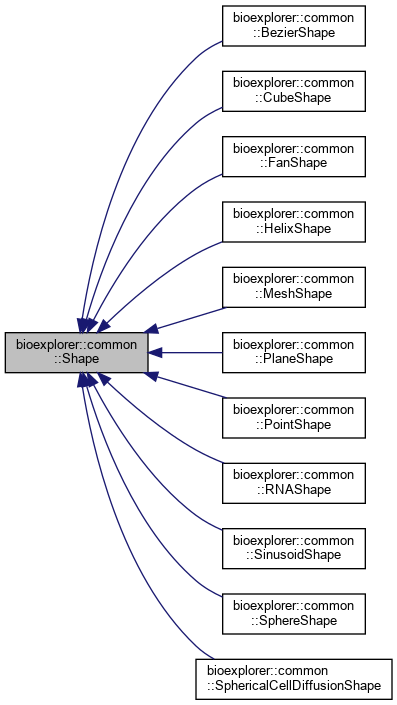 bioexplorer::common
::BezierShape
bioexplorer::common
::CubeShape
bioexplorer::common
::FanShape
bioexplorer::common
::HelixShape
bioexplorer::common
::MeshShape
bioexplorer::common
::Shape
bioexplorer::common
::PlaneShape
bioexplorer::common
::PointShape
bioexplorer::common
::RNAShape
bioexplorer::common
::SinusoidShape
bioexplorer::common
::SphereShape
bioexplorer::common
::SphericalCellDiffusionShape